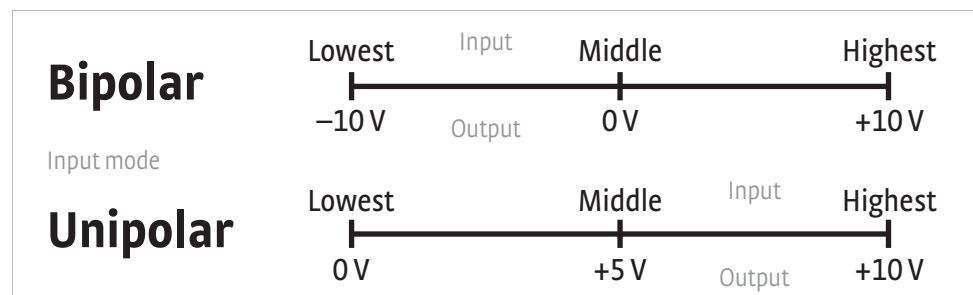 Lowest Input Middle Highest
Bipolar
–10 V Output 0 V +10 V
Input mode
Lowest Middle Input Highest
Unipolar
0 V +5 V Output +10 V